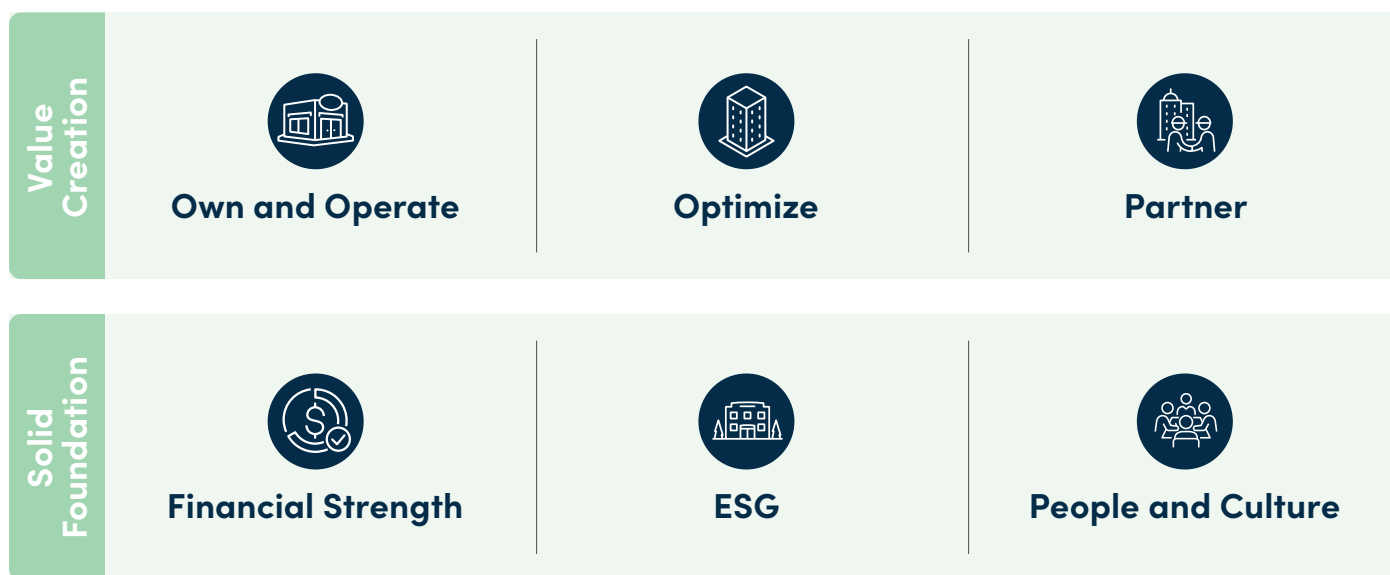 Value
Creation
Own and Operate
Optimize
Partner
Solid
Foundation
Financial Strength
ESG
People and Culture